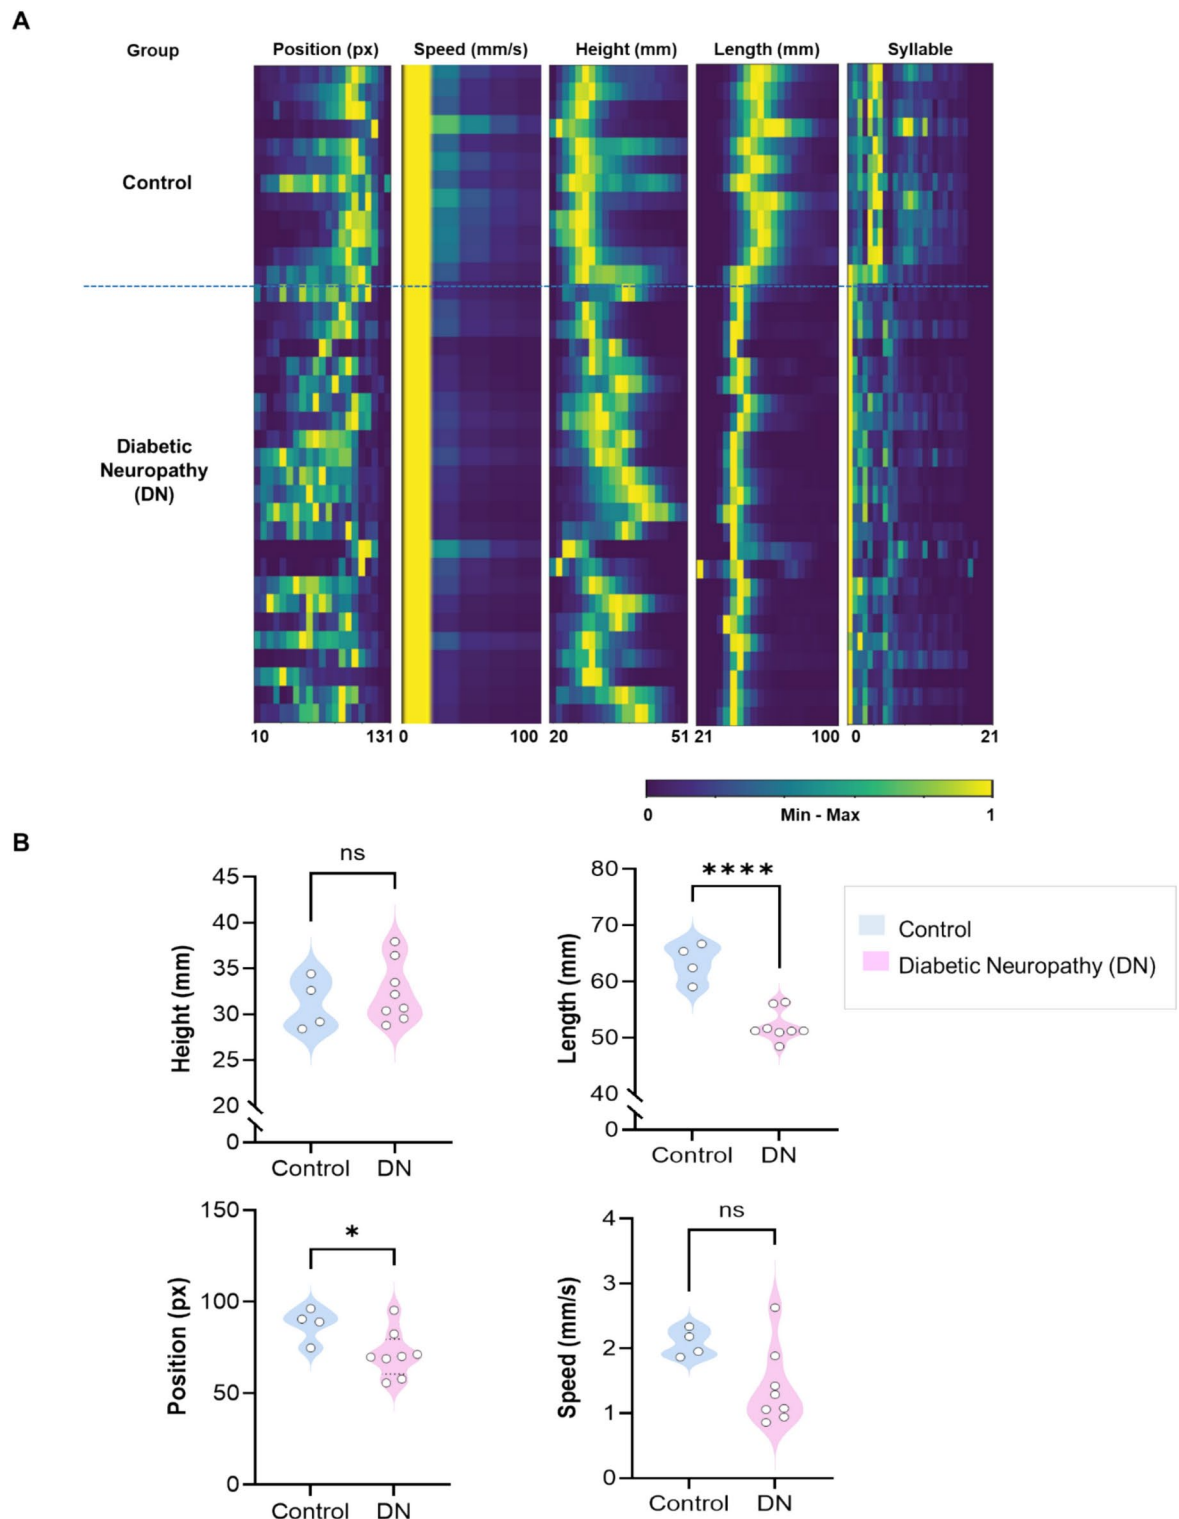 A
Group Position (px) Speed (mm/s) Height (mm) Length (mm) Syllable
Control
Diabetic
Neuropathy
(DN)
10 131 0 100 20 51 21 100 0 21
0 Min - Max 1
B
ns
45
40
35
30
25
20
0
Height (mm)
Control DN
****
80
70
60
50
40
0
Length (mm)
Control DN
Control
Diabetic Neuropathy (DN)
*
150
100
50
0
Position (px)
Control DN
ns
4
3
2
1
0
Speed (mm/s)
Control DN